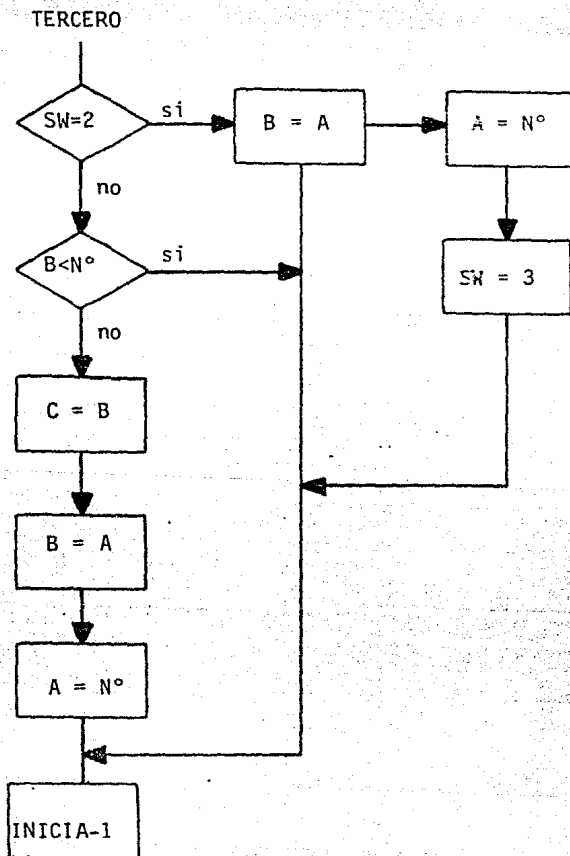 TERCERO
SW=2
si
B = A
A = N°
no
B<N°
si
SW = 3
no
C = B
B = A
A = N°
INICIA-1